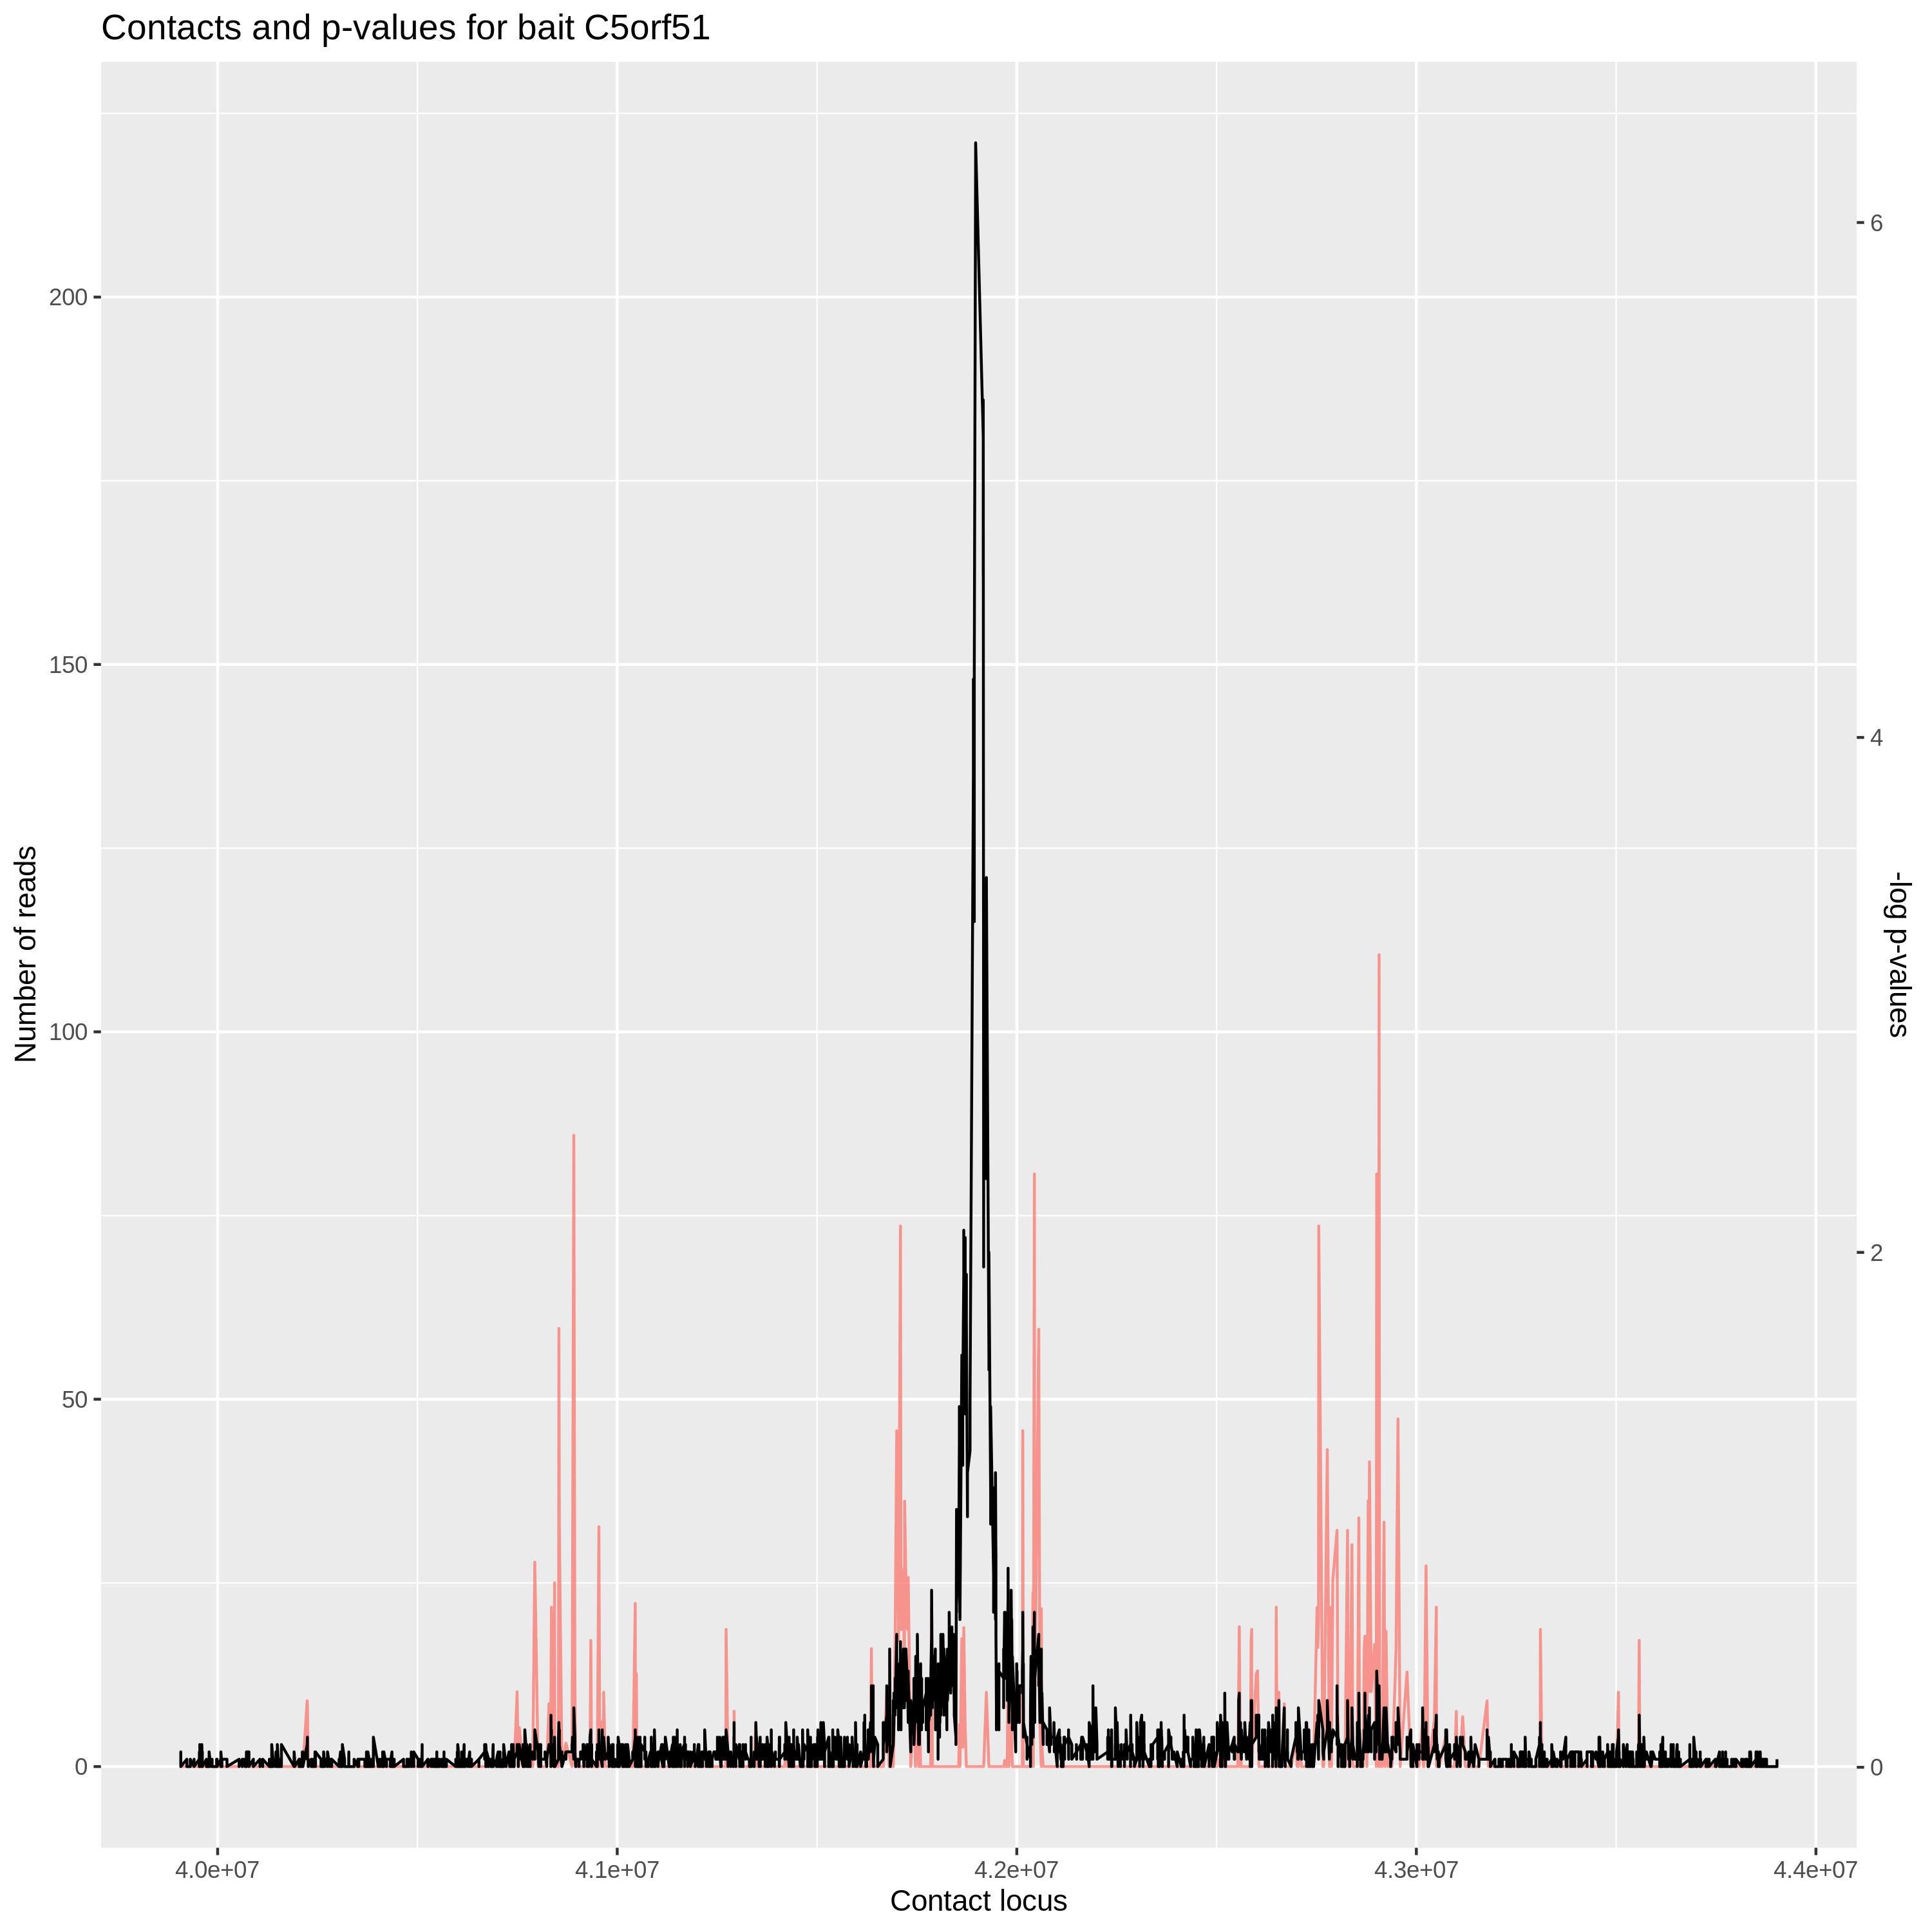 Contacts and p-values for bait C5orf51
Number of reads
200
150
100
50
0
6
4
2
0
-log p-values
4.0e+07 4.1e+07 4.2e+07 4.3e+07 4.4e+07
Contact locus